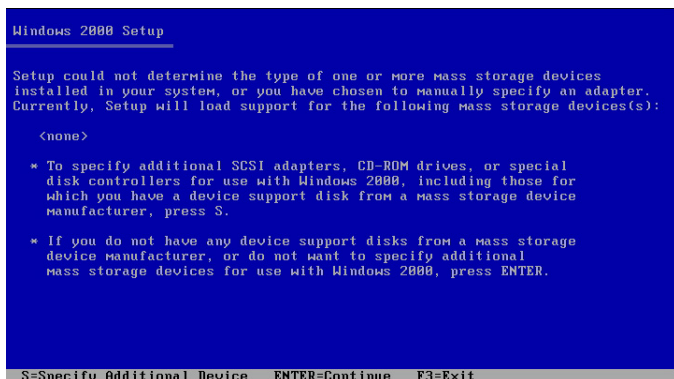 Windows 2000 Setup
Setup could not determine the type of one or more mass storage devices
installed in your system, or you have chosen to manually specify an adapter.
Currently, Setup will load support for the following mass storage devices(s):
<none>
* To specify additional SCSI adapters, CD-ROM drives, or special
disk controllers for use with Windows 2000, including those for
which you have a device support disk from a mass storage device
manufacturer, press S.
* If you do not have any device support disks from a mass storage
device manufacturer, or do not want to specify additional
mass storage devices for use with Windows 2000, press ENTER.
S=Specify Additional Device ENTER=Continue F3=Exit